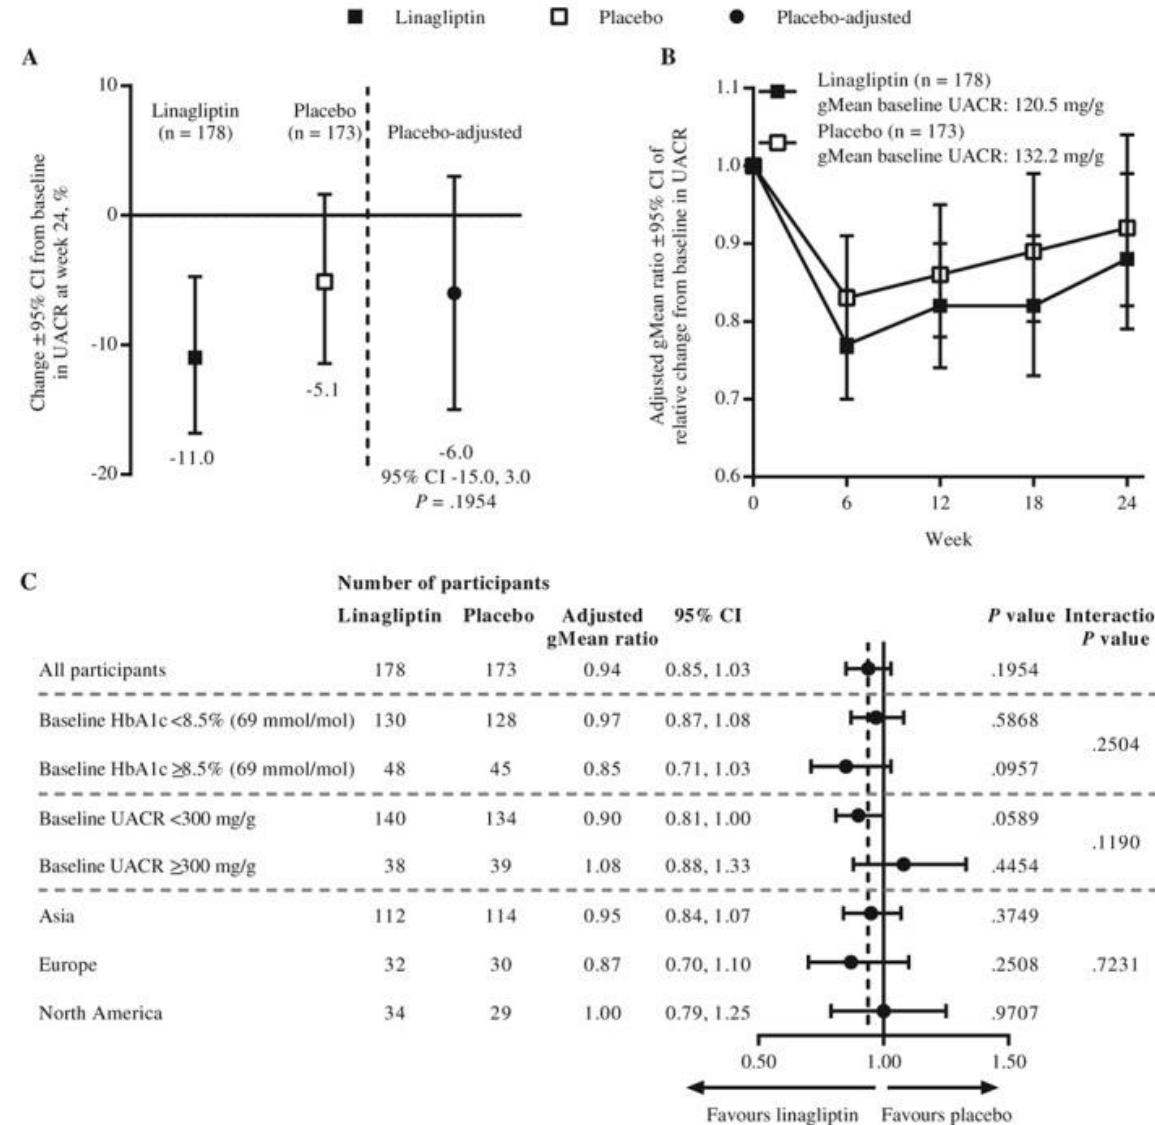 Linagliptin Placebo Placebo-adjusted
A
10
0
-10
-20
Change ±95% CI from baseline
in UACR at week 24, %
Linagliptin
(n = 178)
Placebo
(n = 173)
Placebo-adjusted
-11.0
-5.1
-6.0
95% CI -15.0, 3.0
P = .1954
B
Linagliptin (n = 178)
gMean baseline UACR: 120.5 mg/g
Placebo (n = 173)
gMean baseline UACR: 132.2 mg/g
Adjusted gMean ratio ±95% CI of
relative change from baseline in UACR
1.1
1.0
0.9
0.8
0.7
0.6
0 6 12 18 24
Week
C
Number of participants
Linagliptin Placebo Adjusted 95% CI P value Interactio
gMean ratio P value
All participants 178 173 0.94 0.85, 1.03 .1954
Baseline HbA1c <8.5% (69 mmol/mol) 130 128 0.97 0.87, 1.08 .5868
.2504
Baseline HbA1c ≥8.5% (69 mmol/mol) 48 45 0.85 0.71, 1.03 .0957
Baseline UACR <300 mg/g 140 134 0.90 0.81, 1.00 .0589
.1190
Baseline UACR ≥300 mg/g 38 39 1.08 0.88, 1.33 .4454
Asia 112 114 0.95 0.84, 1.07 .3749
Europe 32 30 0.87 0.70, 1.10 .2508 .7231
North America 34 29 1.00 0.79, 1.25 .9707
0.50 1.00 1.50
Favours linagliptin Favours placebo